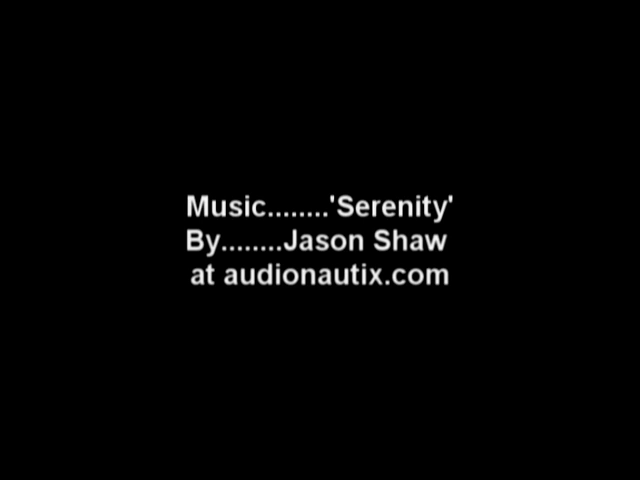 Music........'Serenity'
By........Jason Shaw
at audionautix.com